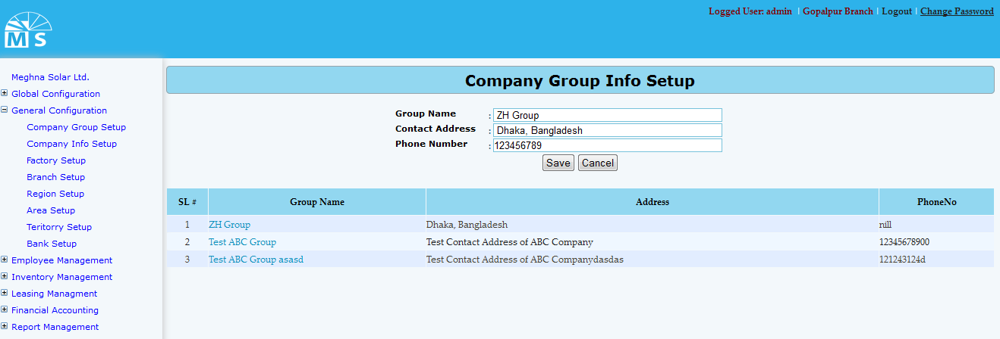 Logged User: admin | Gopalpur Branch | Logout | Change Password
M S
Meghna Solar Ltd.
Global Configuration
General Configuration
Company Group Setup
Company Info Setup
Factory Setup
Branch Setup
Region Setup
Area Setup
Teritorry Setup
Bank Setup
Employee Management
Inventory Management
Leasing Managment
Financial Accounting
Report Management
Company Group Info Setup
Group Name : ZH Group
Contact Address : Dhaka, Bangladesh
Phone Number : 123456789
Save Cancel
SL # Group Name Address PhoneNo
1 ZH Group Dhaka, Bangladesh nill
2 Test ABC Group Test Contact Address of ABC Company 12345678900
3 Test ABC Group asasd Test Contact Address of ABC Companydasdas 121243124d